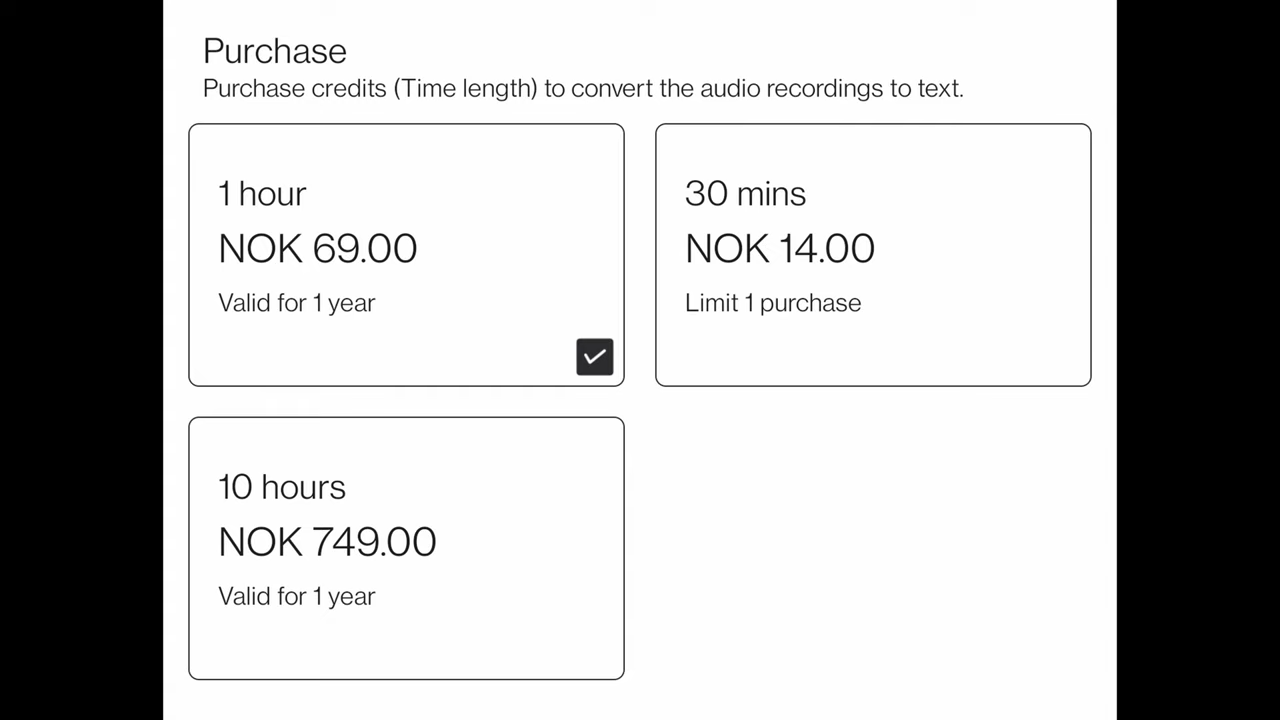 Purchase
Purchase credits (Time length) to convert the audio recordings to text.
1 hour
NOK 69.00
Valid for 1 year
30 mins
NOK 14.00
Limit 1 purchase
10 hours
NOK 749.00
Valid for 1 year